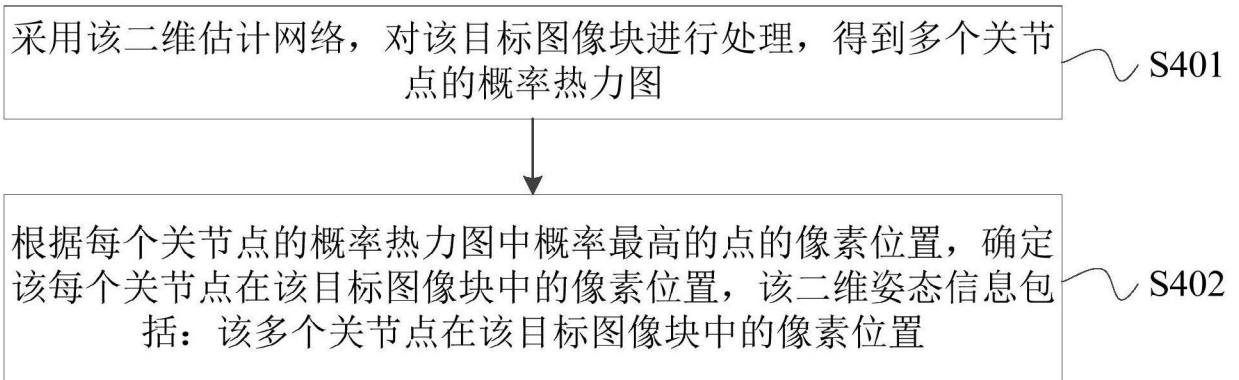 采用该二维估计网络，对该目标图像块进行处理，得到多个关节
点的概率热力图
S401
根据每个关节点的概率热力图中概率最高的点的像素位置，确定
该每个关节点在该目标图像块中的像素位置，该二维姿态信息包
括：该多个关节点在该目标图像块中的像素位置
S402